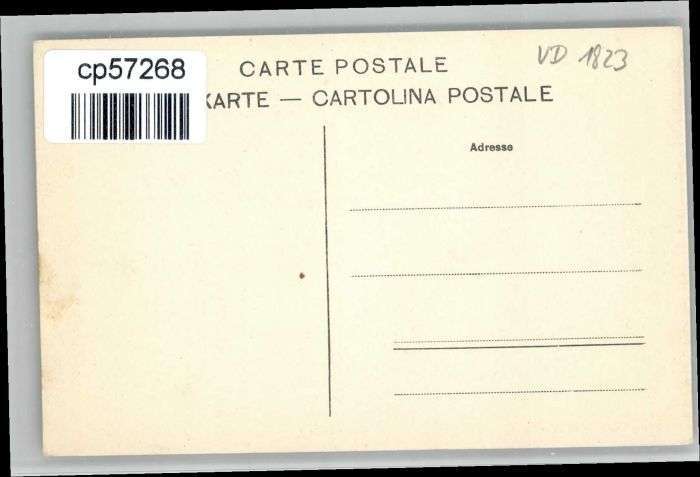 cp57268
CARTE POSTALE
VD 1823
KARTE — CARTOLINA POSTALE
Adresse